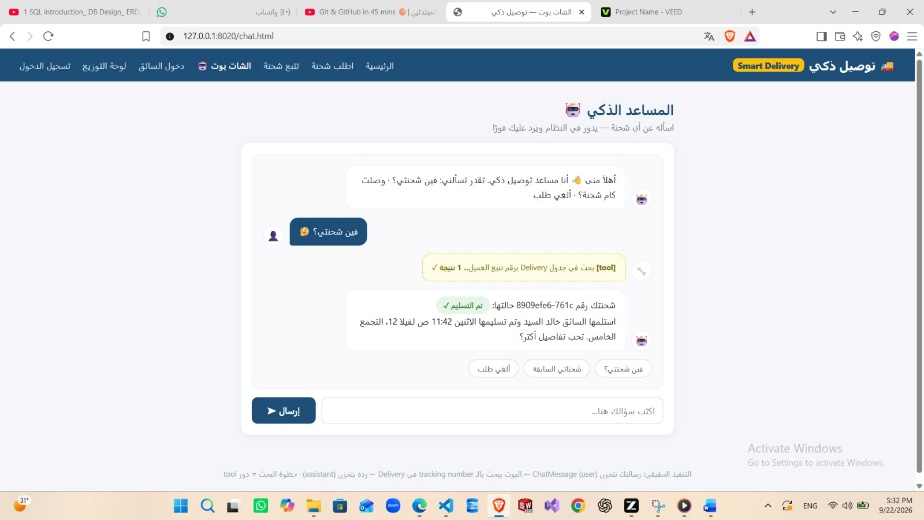 1 SQL introduction_ DB Design_ ERD
(+٤) واتساب
Git & GitHub in 45 mins
الشات بوت — توصيل ذكي
Project Name - VEED
127.0.0.1:8020/chat.html
🚚 توصيل ذكي Smart Delivery
الرئيسية
اطلب شحنة
تتبع شحنة
الشات بوت 🤖
دخول السائق
لوحة التوزيع
تسجيل الدخول
المساعد الذكي 🤖
اسأله عن أي شحنة — يدور في النظام ويرد عليك فورًا
أهلاً منى 👋 أنا مساعد توصيل ذكي. تقدر تسألني: فين شحنتي؟ · وصلت
كام شحنة؟ · ألغي طلب
فين شحنتي؟ 🤔
[tool] بحث في جدول Delivery برقم تتبع العميل... 1 نتيجة ✓
شحنتك رقم 8909efe6-761c حالتها: تم التسليم ✓
استلمها السائق خالد السيد وتم تسليمها الاثنين 11:42 ص لفيلا 12، التجمع
الخامس. تحب تفاصيل أكتر؟
فين شحنتي؟
شحناتي السابقة
ألغي طلب
اكتب سؤالك هنا...
إرسال ➤
Activate Windows
Go to Settings to activate Windows.
التنفيذ الحقيقي: رسالتك تتخزن ChatMessage (user) ← البوت يبحث بالـ tracking number في Delivery ← رده يتخزن (assistant) · خطوة البحث = دور tool
31°
ENG
5:32 PM
9/22/2026